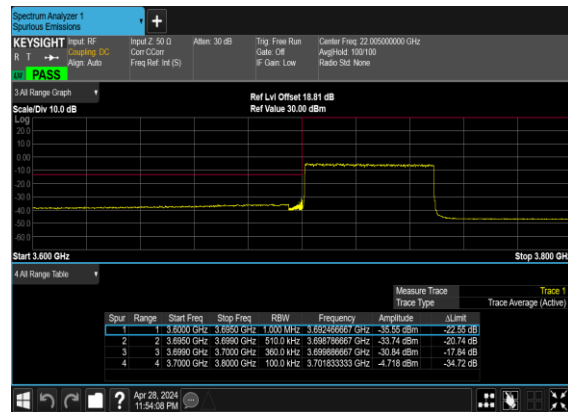 Spectrum Analyzer 1
Spurious Emissions
+
KEYSIGHT Input: RF Input Z: 50 Ω Atten: 30 dB Trig: Free Run Center Freq: 22.005000000 GHz
R T Coupling: DC Corr CCorr Gate: Off Avg|Hold: 100/100
Align: Auto Freq Ref: Int (S) IF Gain: Low Radio Std: None
PASS
3 All Range Graph
Ref Lvl Offset 18.81 dB
Scale/Div 10.0 dB Ref Value 30.00 dBm
Log
20.0
10.0
0.00
-10.0
-20.0
-30.0
-40.0
-50.0
-60.0
Start 3.600 GHz Stop 3.800 GHz
4 All Range Table
Measure Trace Trace 1
Trace Type Trace Average (Active)
Spur Range Start Freq Stop Freq RBW Frequency Amplitude ΔLimit
1 1 3.6000 GHz 3.6950 GHz 1.000 MHz 3.692466667 GHz -35.55 dBm -22.55 dB
2 2 3.6950 GHz 3.6990 GHz 510.0 kHz 3.698786667 GHz -33.74 dBm -20.74 dB
3 3 3.6990 GHz 3.7000 GHz 360.0 kHz 3.699886667 GHz -30.84 dBm -17.84 dB
4 4 3.7000 GHz 3.8000 GHz 100.0 kHz 3.701833333 GHz -4.718 dBm -34.72 dB
? Apr 28, 2024
11:54:08 PM